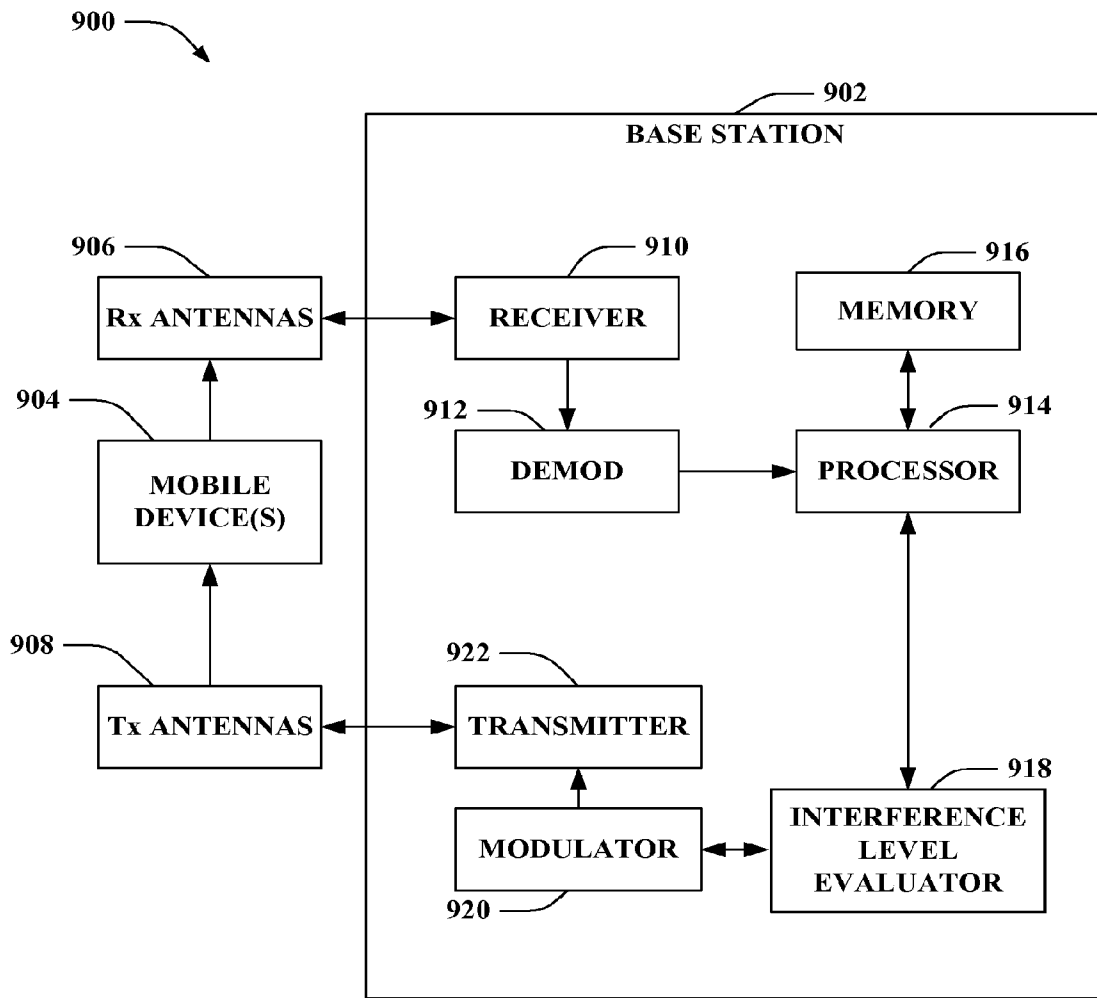 900
902
BASE STATION
906
910
916
Rx ANTENNAS
RECEIVER
MEMORY
904
912
914
MOBILE
DEVICE(S)
DEMOD
PROCESSOR
908
922
Tx ANTENNAS
TRANSMITTER
918
MODULATOR
INTERFERENCE
LEVEL
EVALUATOR
920